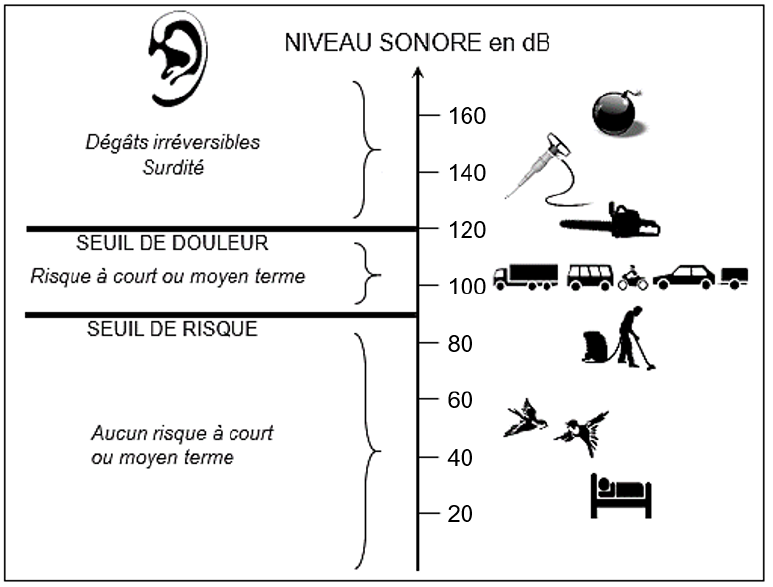 NIVEAU SONORE en dB
160
Dégâts irréversibles
Surdité
140
120
SEUIL DE DOULEUR
Risque à court ou moyen terme
100
SEUIL DE RISQUE
80
60
Aucun risque à court
ou moyen terme
40
20